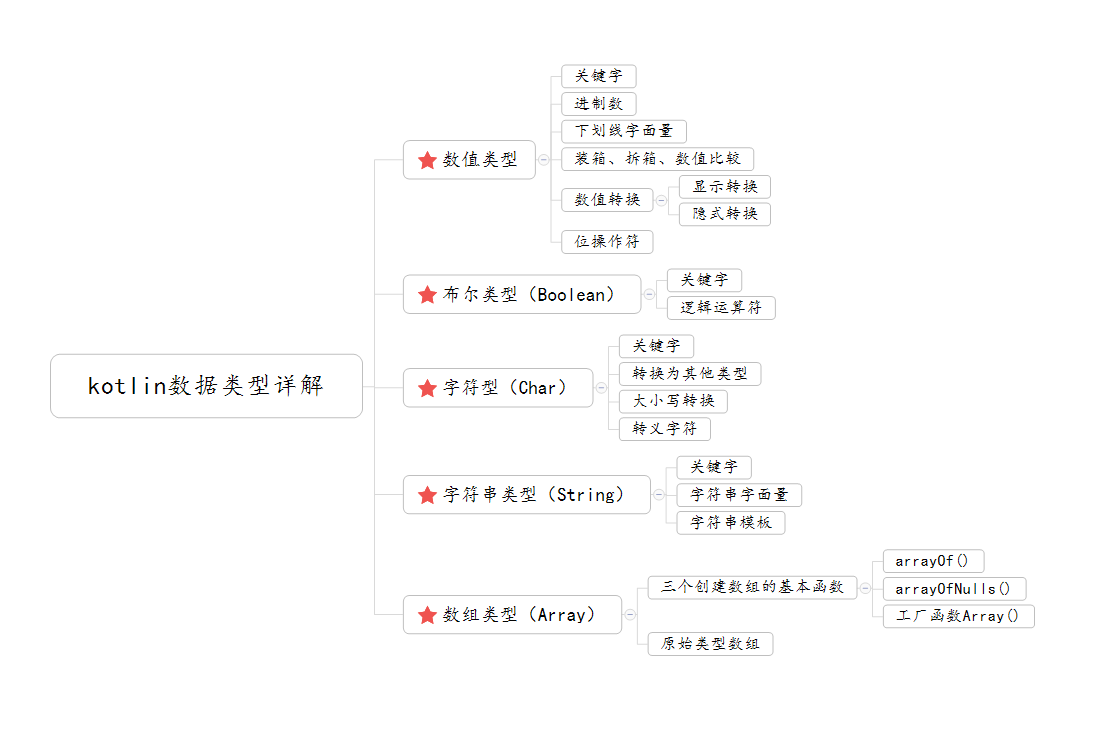 kotlin数据类型详解
数值类型
关键字
进制数
下划线字面量
装箱、拆箱、数值比较
数值转换
显示转换
隐式转换
位操作符
布尔类型（Boolean）
关键字
逻辑运算符
字符型（Char）
关键字
转换为其他类型
大小写转换
转义字符
字符串类型（String）
关键字
字符串字面量
字符串模板
数组类型（Array）
三个创建数组的基本函数
arrayOf()
arrayOfNulls()
工厂函数Array()
原始类型数组